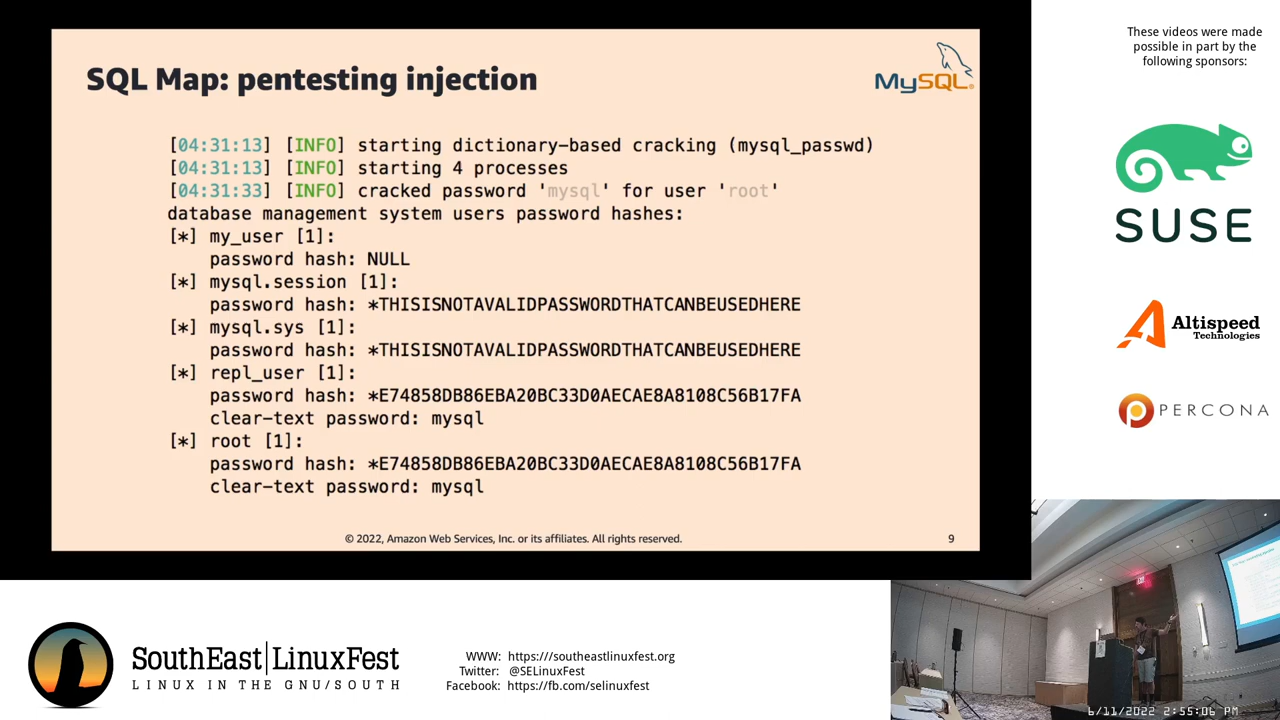 SQL Map: pentesting injection
MySQL®
[04:31:13] [INFO] starting dictionary-based cracking (mysql_passwd)
[04:31:13] [INFO] starting 4 processes
[04:31:33] [INFO] cracked password 'mysql' for user 'root'
database management system users password hashes:
[*] my_user [1]:
password hash: NULL
[*] mysql.session [1]:
password hash: *THISISNOTAVALIDPASSWORDTHATCANBEUSEDHERE
[*] mysql.sys [1]:
password hash: *THISISNOTAVALIDPASSWORDTHATCANBEUSEDHERE
[*] repl_user [1]:
password hash: *E74858DB86EBA20BC33D0AECAE8A8108C56B17FA
clear-text password: mysql
[*] root [1]:
password hash: *E74858DB86EBA20BC33D0AECAE8A8108C56B17FA
clear-text password: mysql
© 2022, Amazon Web Services, Inc. or its affiliates. All rights reserved.
9
These videos were made
possible in part by the
following sponsors:
SUSE
Altispeed
Technologies
PERCONA
SouthEast LinuxFest
LINUX IN THE GNU/SOUTH
WWW: https:///southeastlinuxfest.org
Twitter: @SELinuxFest
Facebook: https://fb.com/selinuxfest
6/11/2022 2:55:06 PM